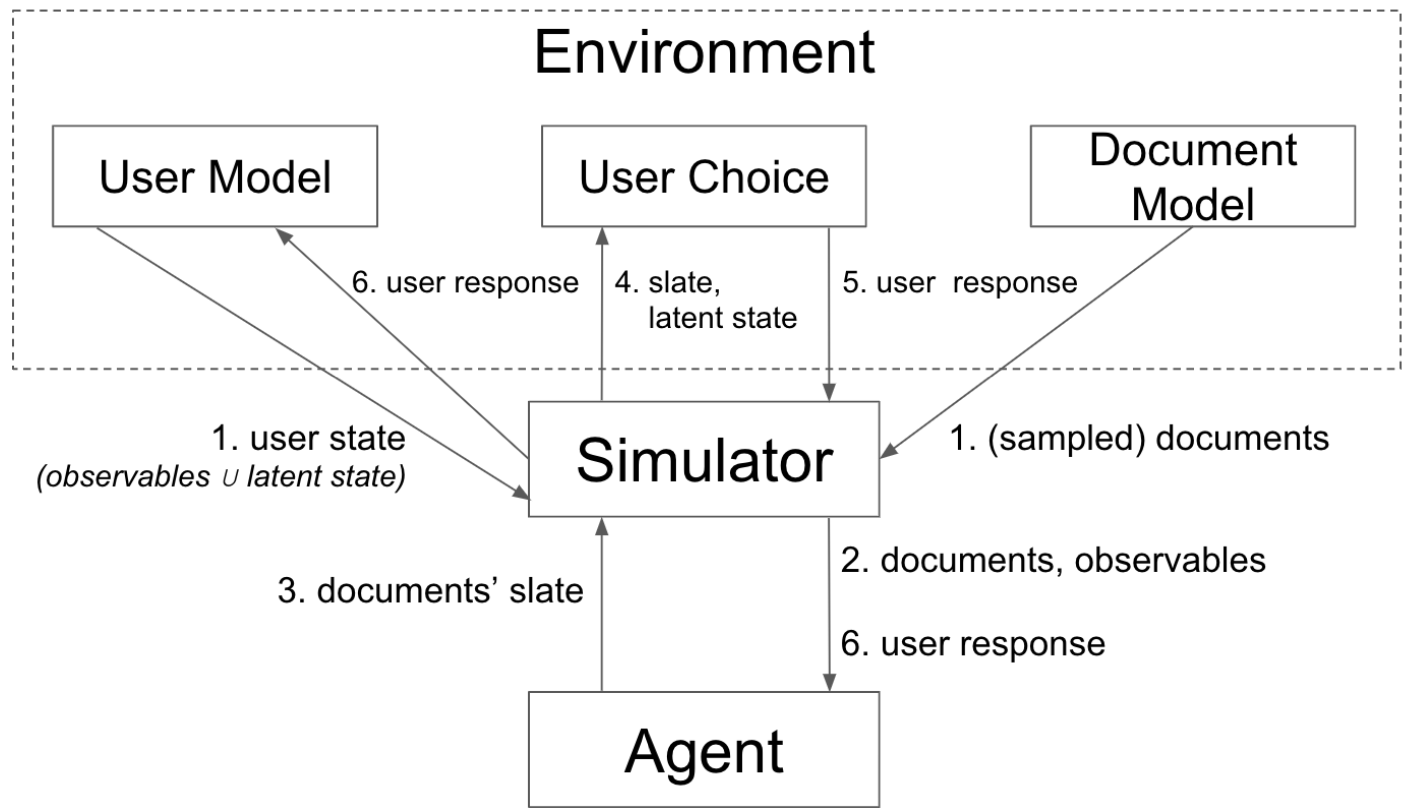 Environment
User Model
User Choice
Document
Model
6. user response
4. slate,
latent state
5. user  response
1. user state
(observables ∪ latent state)
Simulator
1. (sampled) documents
3. documents’ slate
2. documents, observables
6. user response
Agent